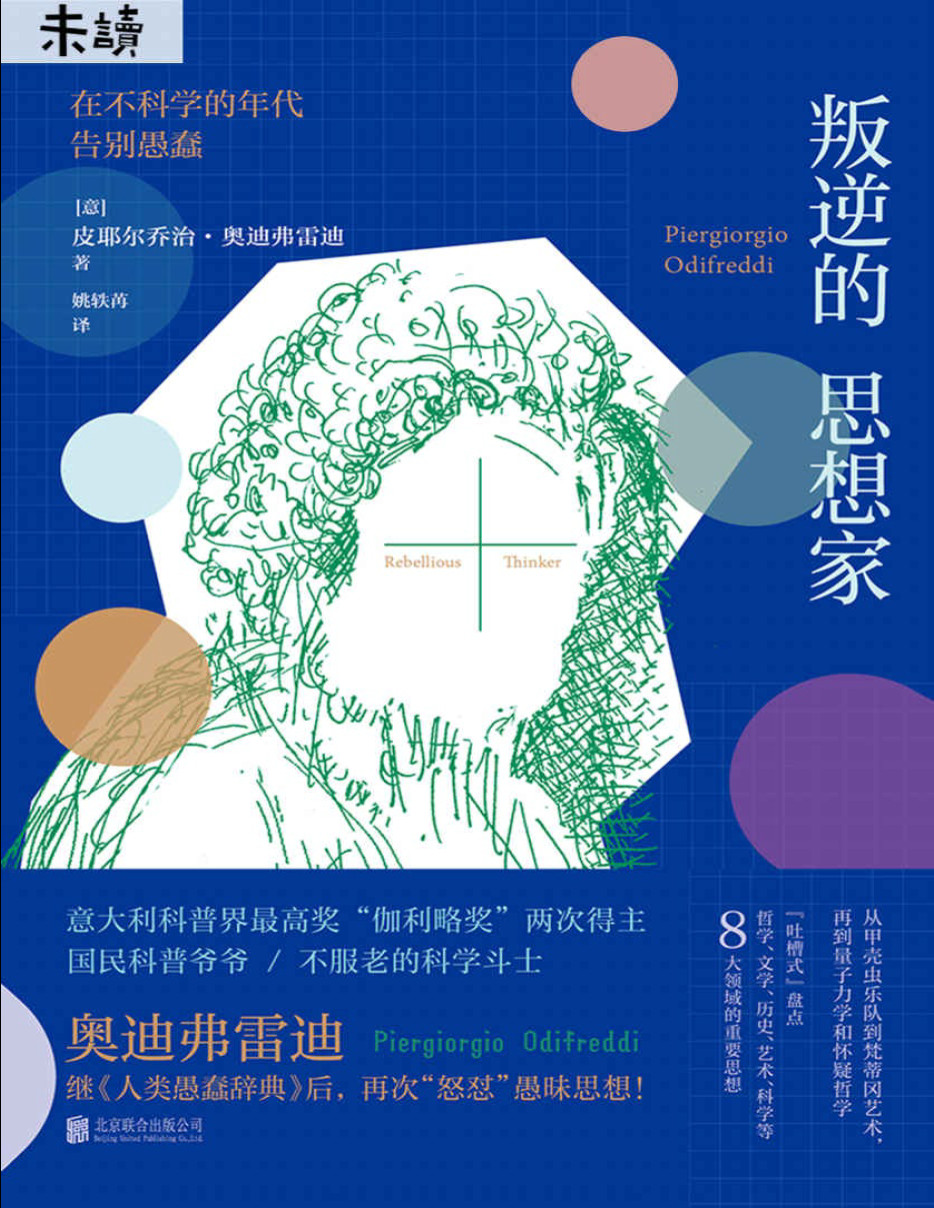 未讀
在不科学的年代
告别愚蠢
[意]
皮耶尔乔治·奥迪弗雷迪
著
姚轶苒
译
叛逆的 思想家
Piergiorgio
Odifreddi
Rebellious Thinker
意大利科普界最高奖“伽利略奖”两次得主
国民科普爷爷 / 不服老的科学斗士
奥迪弗雷迪 Piergiorgio Odifreddi
继《人类愚蠢辞典》后，再次“怒怼”愚昧思想！
北京联合出版公司
Beijing United Publishing Co.,Ltd.
从甲壳虫乐队到梵蒂冈艺术，
再到量子力学和怀疑哲学
『吐槽式』盘点
哲学、文学、历史、艺术、科学等
8大领域的重要思想